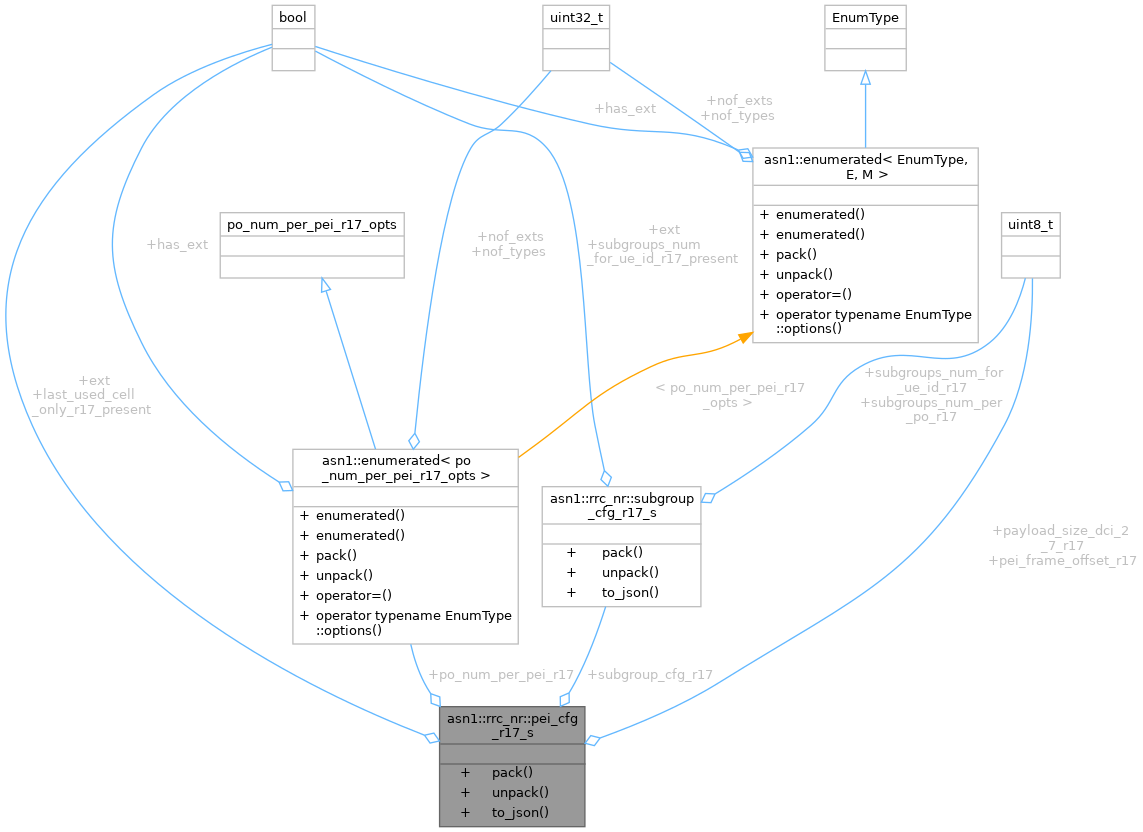 bool
uint32_t
EnumType
+has_ext
+nof_exts
+nof_types
asn1::enumerated< EnumType,
E, M >
+ enumerated()
+ enumerated()
+ pack()
+ unpack()
+ operator=()
+ operator typename EnumType
::options()
po_num_per_pei_r17_opts
uint8_t
+has_ext
+nof_exts
+nof_types
+ext
+subgroups_num
_for_ue_id_r17_present
+ext
+last_used_cell
_only_r17_present
< po_num_per_pei_r17
_opts >
+subgroups_num_for
_ue_id_r17
+subgroups_num_per
_po_r17
asn1::enumerated< po
_num_per_pei_r17_opts >
+ enumerated()
+ enumerated()
+ pack()
+ unpack()
+ operator=()
+ operator typename EnumType
::options()
asn1::rrc_nr::subgroup
_cfg_r17_s
+ pack()
+ unpack()
+ to_json()
+payload_size_dci_2
_7_r17
+pei_frame_offset_r17
+po_num_per_pei_r17
+subgroup_cfg_r17
asn1::rrc_nr::pei_cfg
_r17_s
+ pack()
+ unpack()
+ to_json()